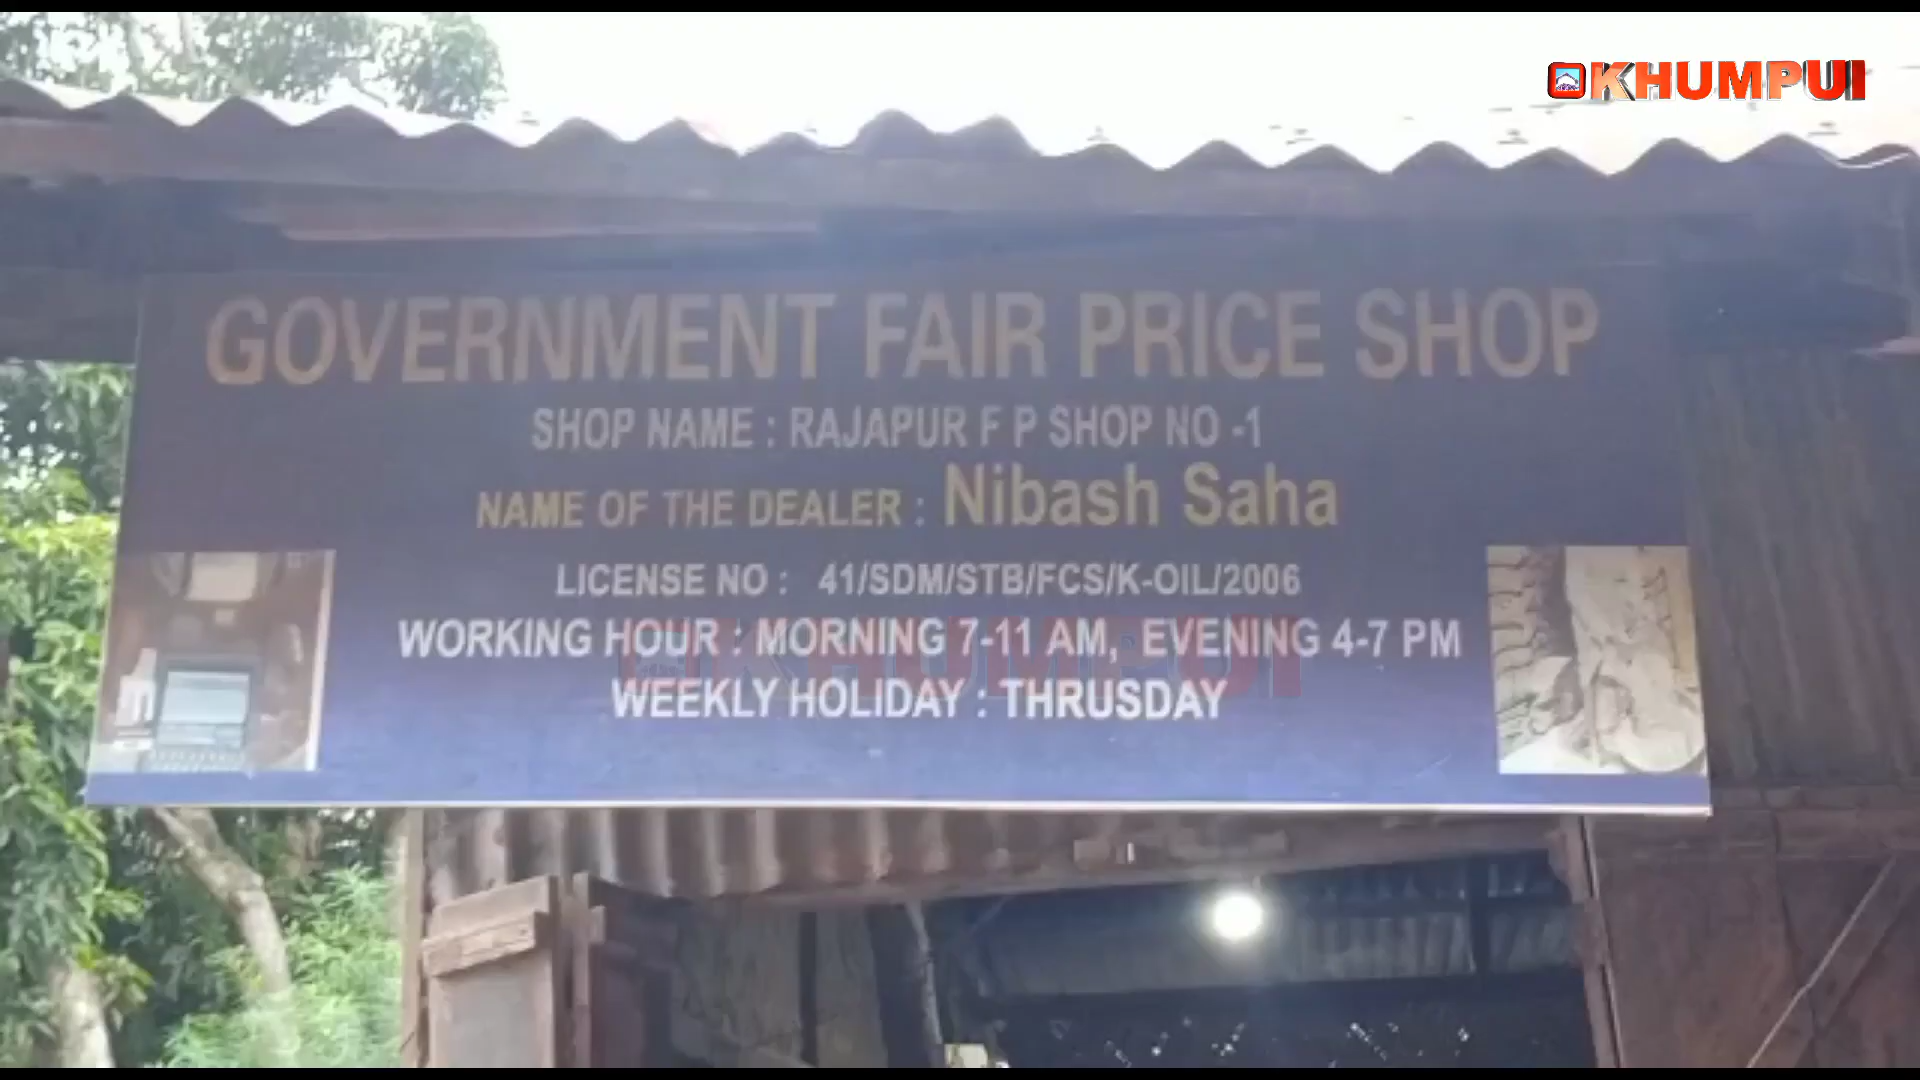 KHUMPUI
GOVERNMENT FAIR PRICE SHOP
SHOP NAME : RAJAPUR F P SHOP NO -1
NAME OF THE DEALER : Nibash Saha
LICENSE NO : 41/SDM/STB/FCS/K-OIL/2006
WORKING HOUR : MORNING 7-11 AM, EVENING 4-7 PM
KHUMPUI
WEEKLY HOLIDAY : THRUSDAY